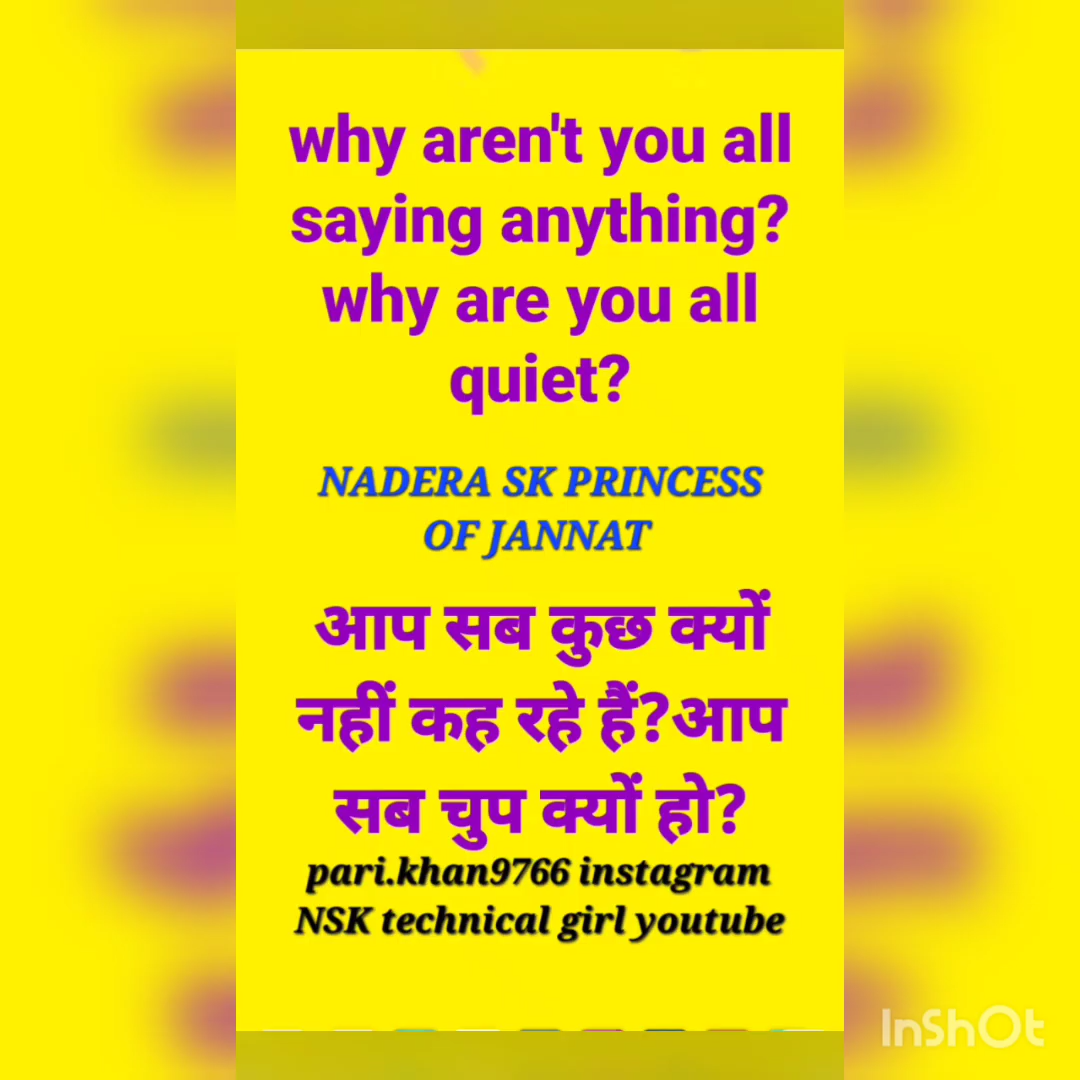 why aren't you all
saying anything?
why are you all
quiet?
NADERA SK PRINCESS
OF JANNAT
आप सब कुछ क्यों
नहीं कह रहे हैं?आप
सब चुप क्यों हो?
pari.khan9766 instagram
NSK technical girl youtube
InShOt